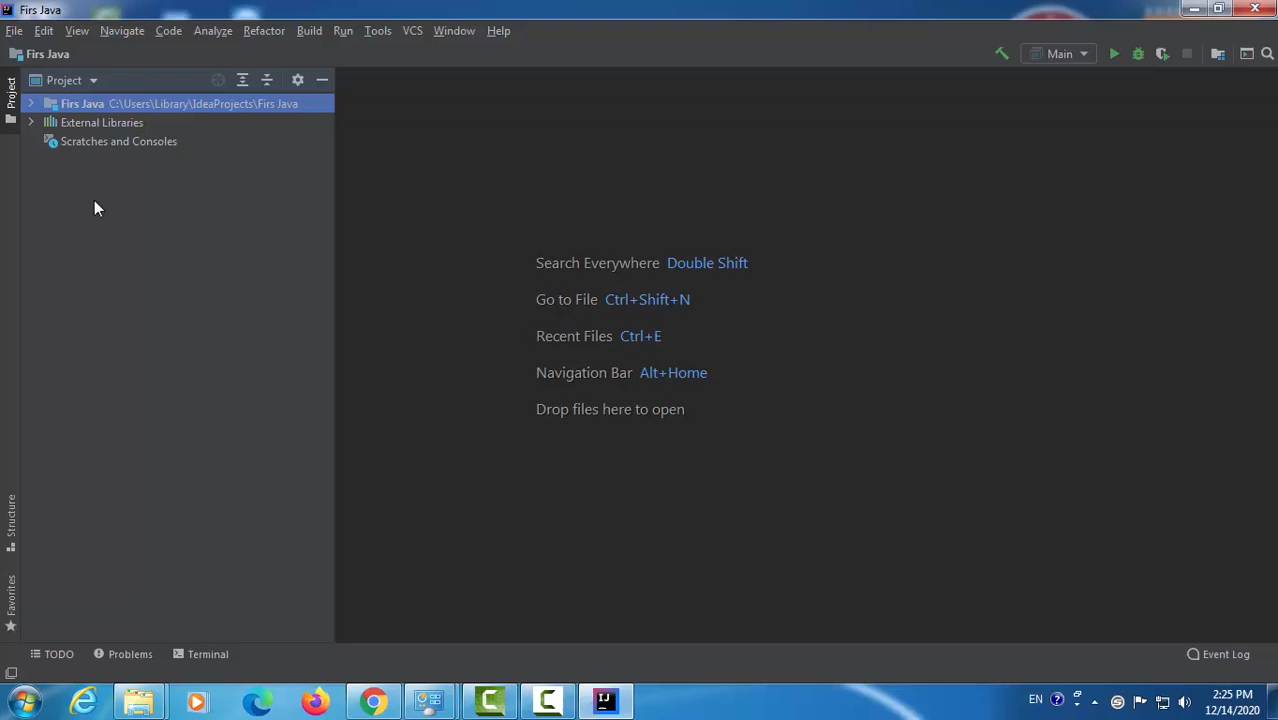 Firs Java
File Edit View Navigate Code Analyze Refactor Build Run Tools VCS Window Help
Firs Java
Main
Project
Project
Firs Java C:\Users\Library\IdeaProjects\Firs Java
External Libraries
Scratches and Consoles
Search Everywhere Double Shift
Go to File Ctrl+Shift+N
Recent Files Ctrl+E
Navigation Bar Alt+Home
Drop files here to open
Structure
Favorites
TODO Problems Terminal Event Log
EN
2:25 PM
12/14/2020